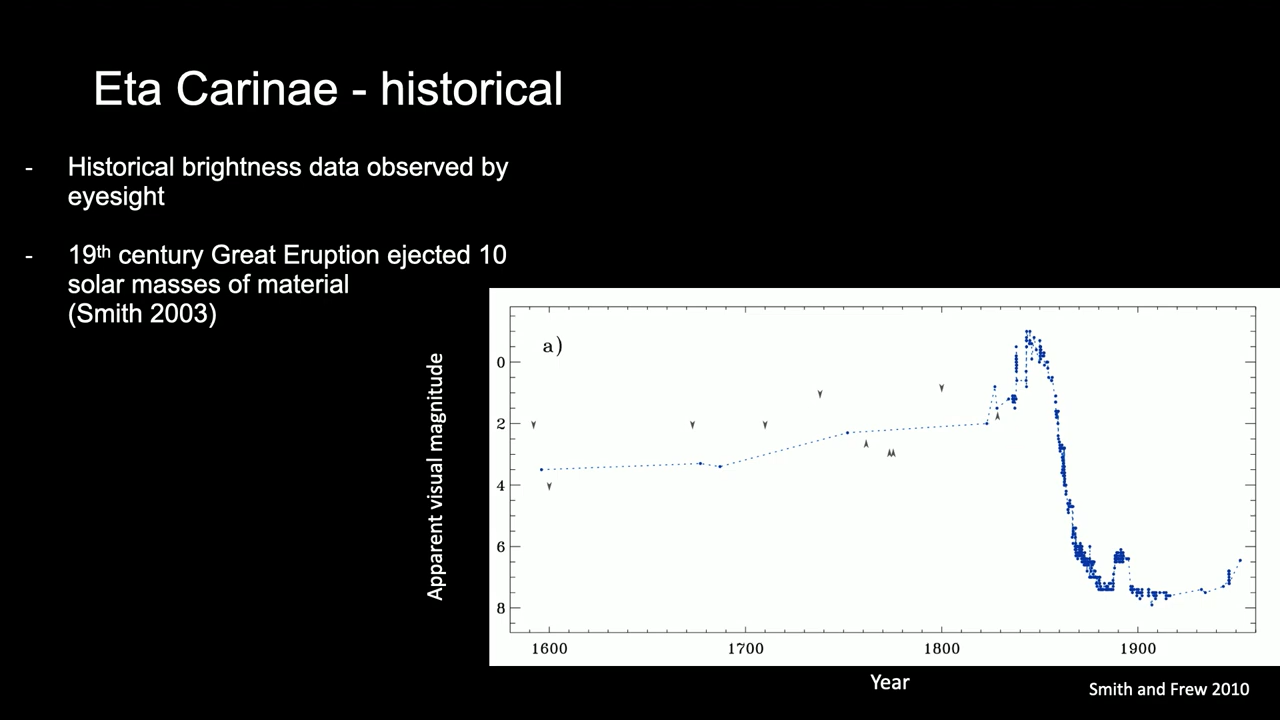 Eta Carinae - historical
- Historical brightness data observed by
eyesight
- 19th century Great Eruption ejected 10
solar masses of material
(Smith 2003)
a)
Apparent visual magnitude
0
2
4
6
8
1600 1700 1800 1900
Year
Smith and Frew 2010